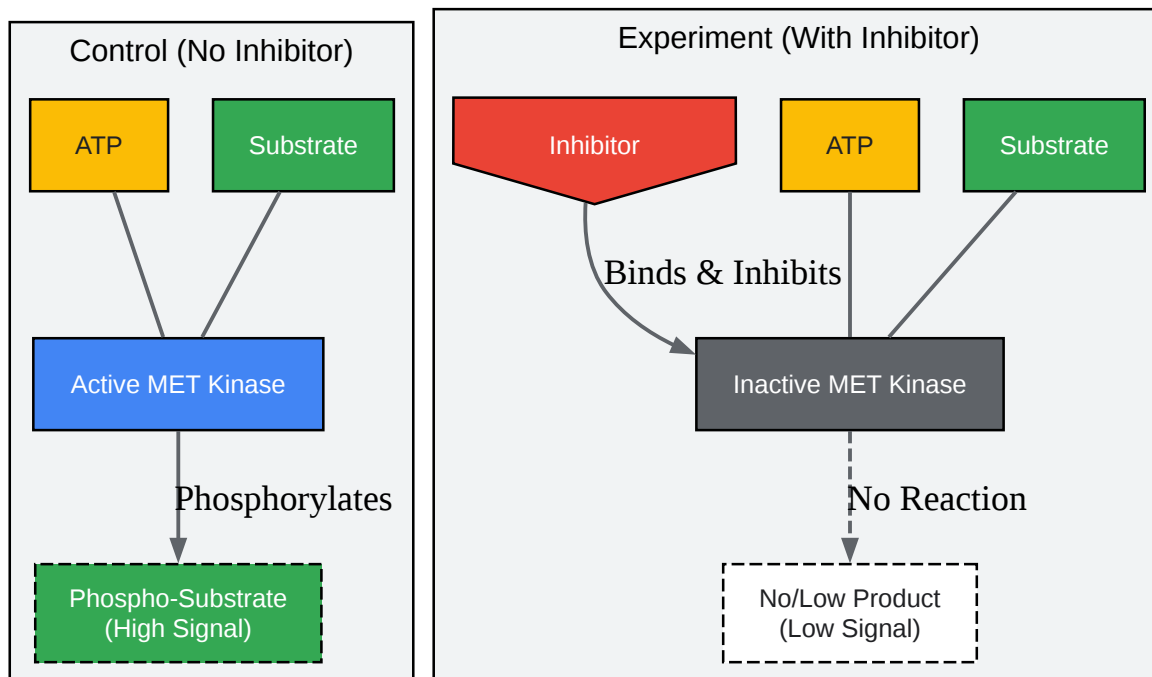 Control (No Inhibitor)
ATP
Substrate
Active MET Kinase
Phosphorylates
Phospho-Substrate
(High Signal)
Experiment (With Inhibitor)
Inhibitor
ATP
Substrate
Binds & Inhibits
Inactive MET Kinase
No Reaction
No/Low Product
(Low Signal)